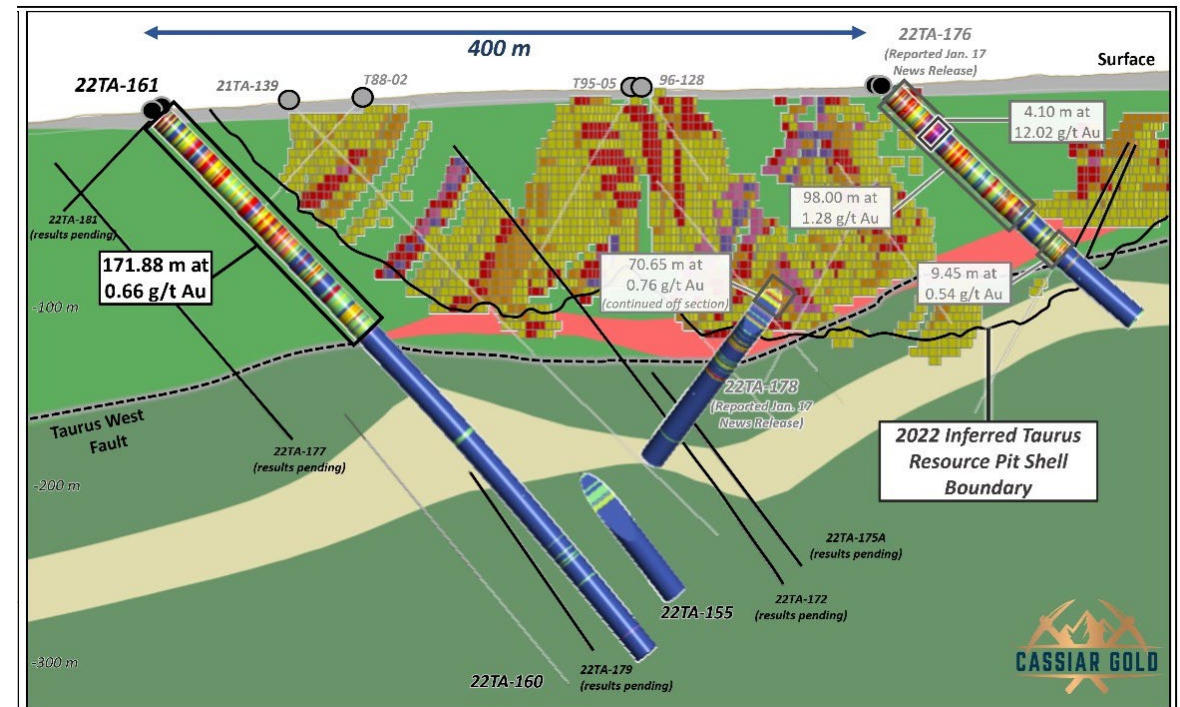 400 m
22TA-176
(Reported Jan. 17
News Release)
Surface
22TA-161
21TA-139
T88-02
T95-05
96-128
4.10 m at
12.02 g/t Au
98.00 m at
1.28 g/t Au
22TA-181
(results pending)
171.88 m at
0.66 g/t Au
70.65 m at
0.76 g/t Au
(continued off section)
9.45 m at
0.54 g/t Au
-100 m
22TA-178
(Reported Jan. 17
News Release)
Taurus West
Fault
22TA-177
(results pending)
2022 Inferred Taurus
Resource Pit Shell
Boundary
-200 m
22TA-175A
(results pending)
22TA-155
22TA-172
(results pending)
-300 m
22TA-160
22TA-179
(results pending)
CASSIAR GOLD